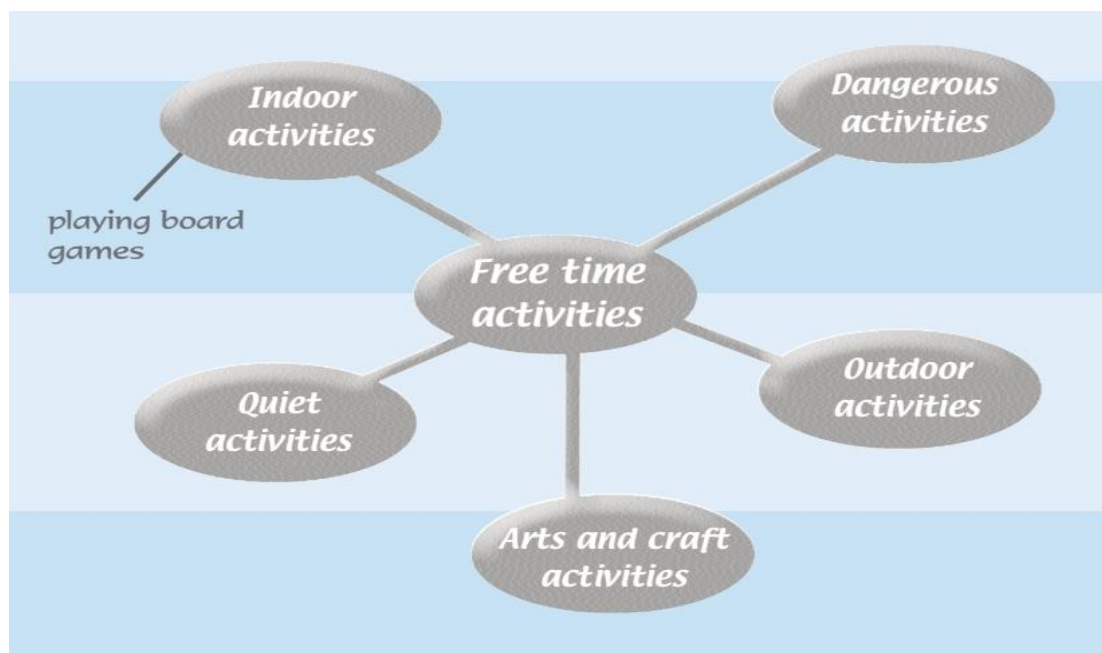 Indoor
activities
Dangerous
activities
playing board
games
Free time
activities
Quiet
activities
Outdoor
activities
Arts and craft
activities